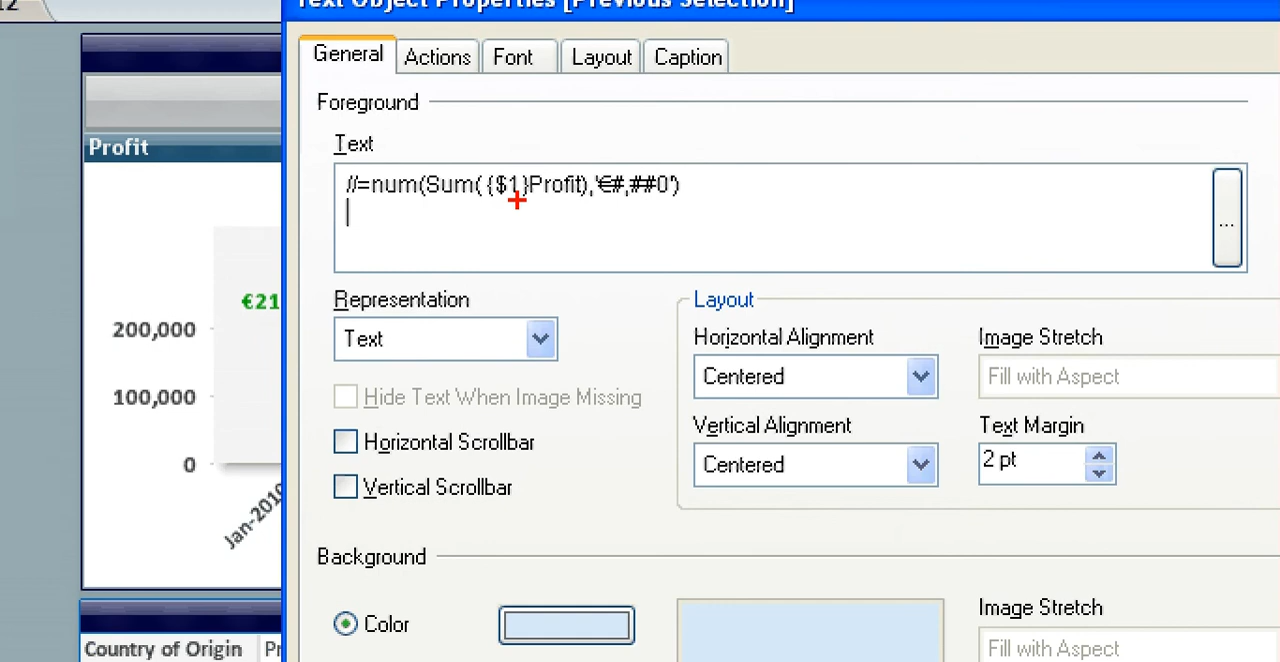 12
Text Object Properties [Previous Selection]
General Actions Font Layout Caption
Foreground
Text
//=num(Sum( {$1}Profit),'€#,##0')
...
Representation
Text
Hide Text When Image Missing
Horizontal Scrollbar
Vertical Scrollbar
Layout
Horizontal Alignment
Centered
Image Stretch
Fill with Aspect
Vertical Alignment
Centered
Text Margin
2 pt
Background
Color
Image Stretch
Fill with Aspect
Profit
€21
200,000
100,000
0
Jan-2010
Country of Origin